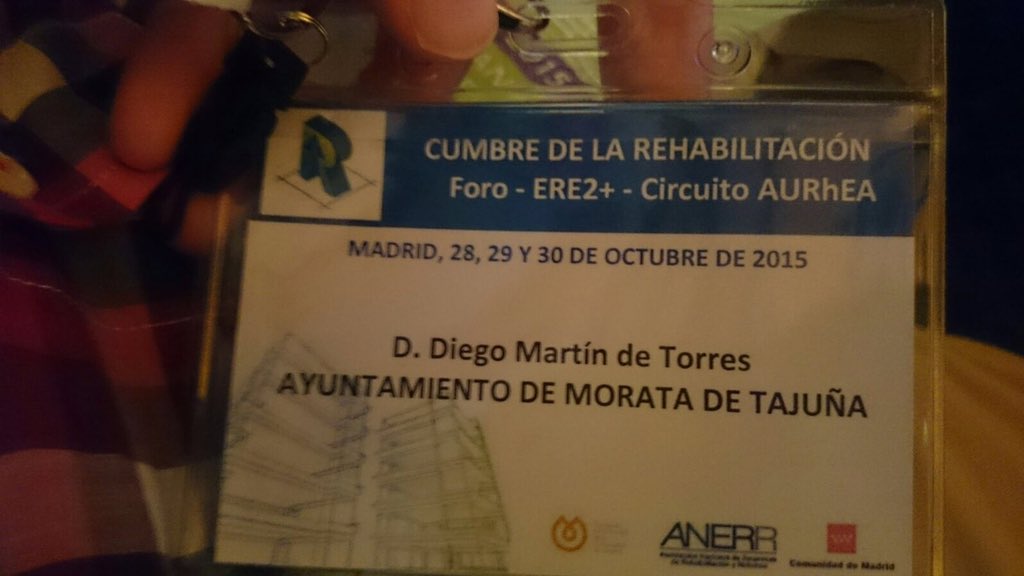 2015
CUMBRE DE LA REHABILITACIÓN
Foro - ERE2+ - Circuito AURhEA
MADRID, 28, 29 Y 30 DE OCTUBRE DE 2015
D. Diego Martín de Torres
AYUNTAMIENTO DE MORATA DE TAJUÑA
ANERR
Comunidad de Madrid